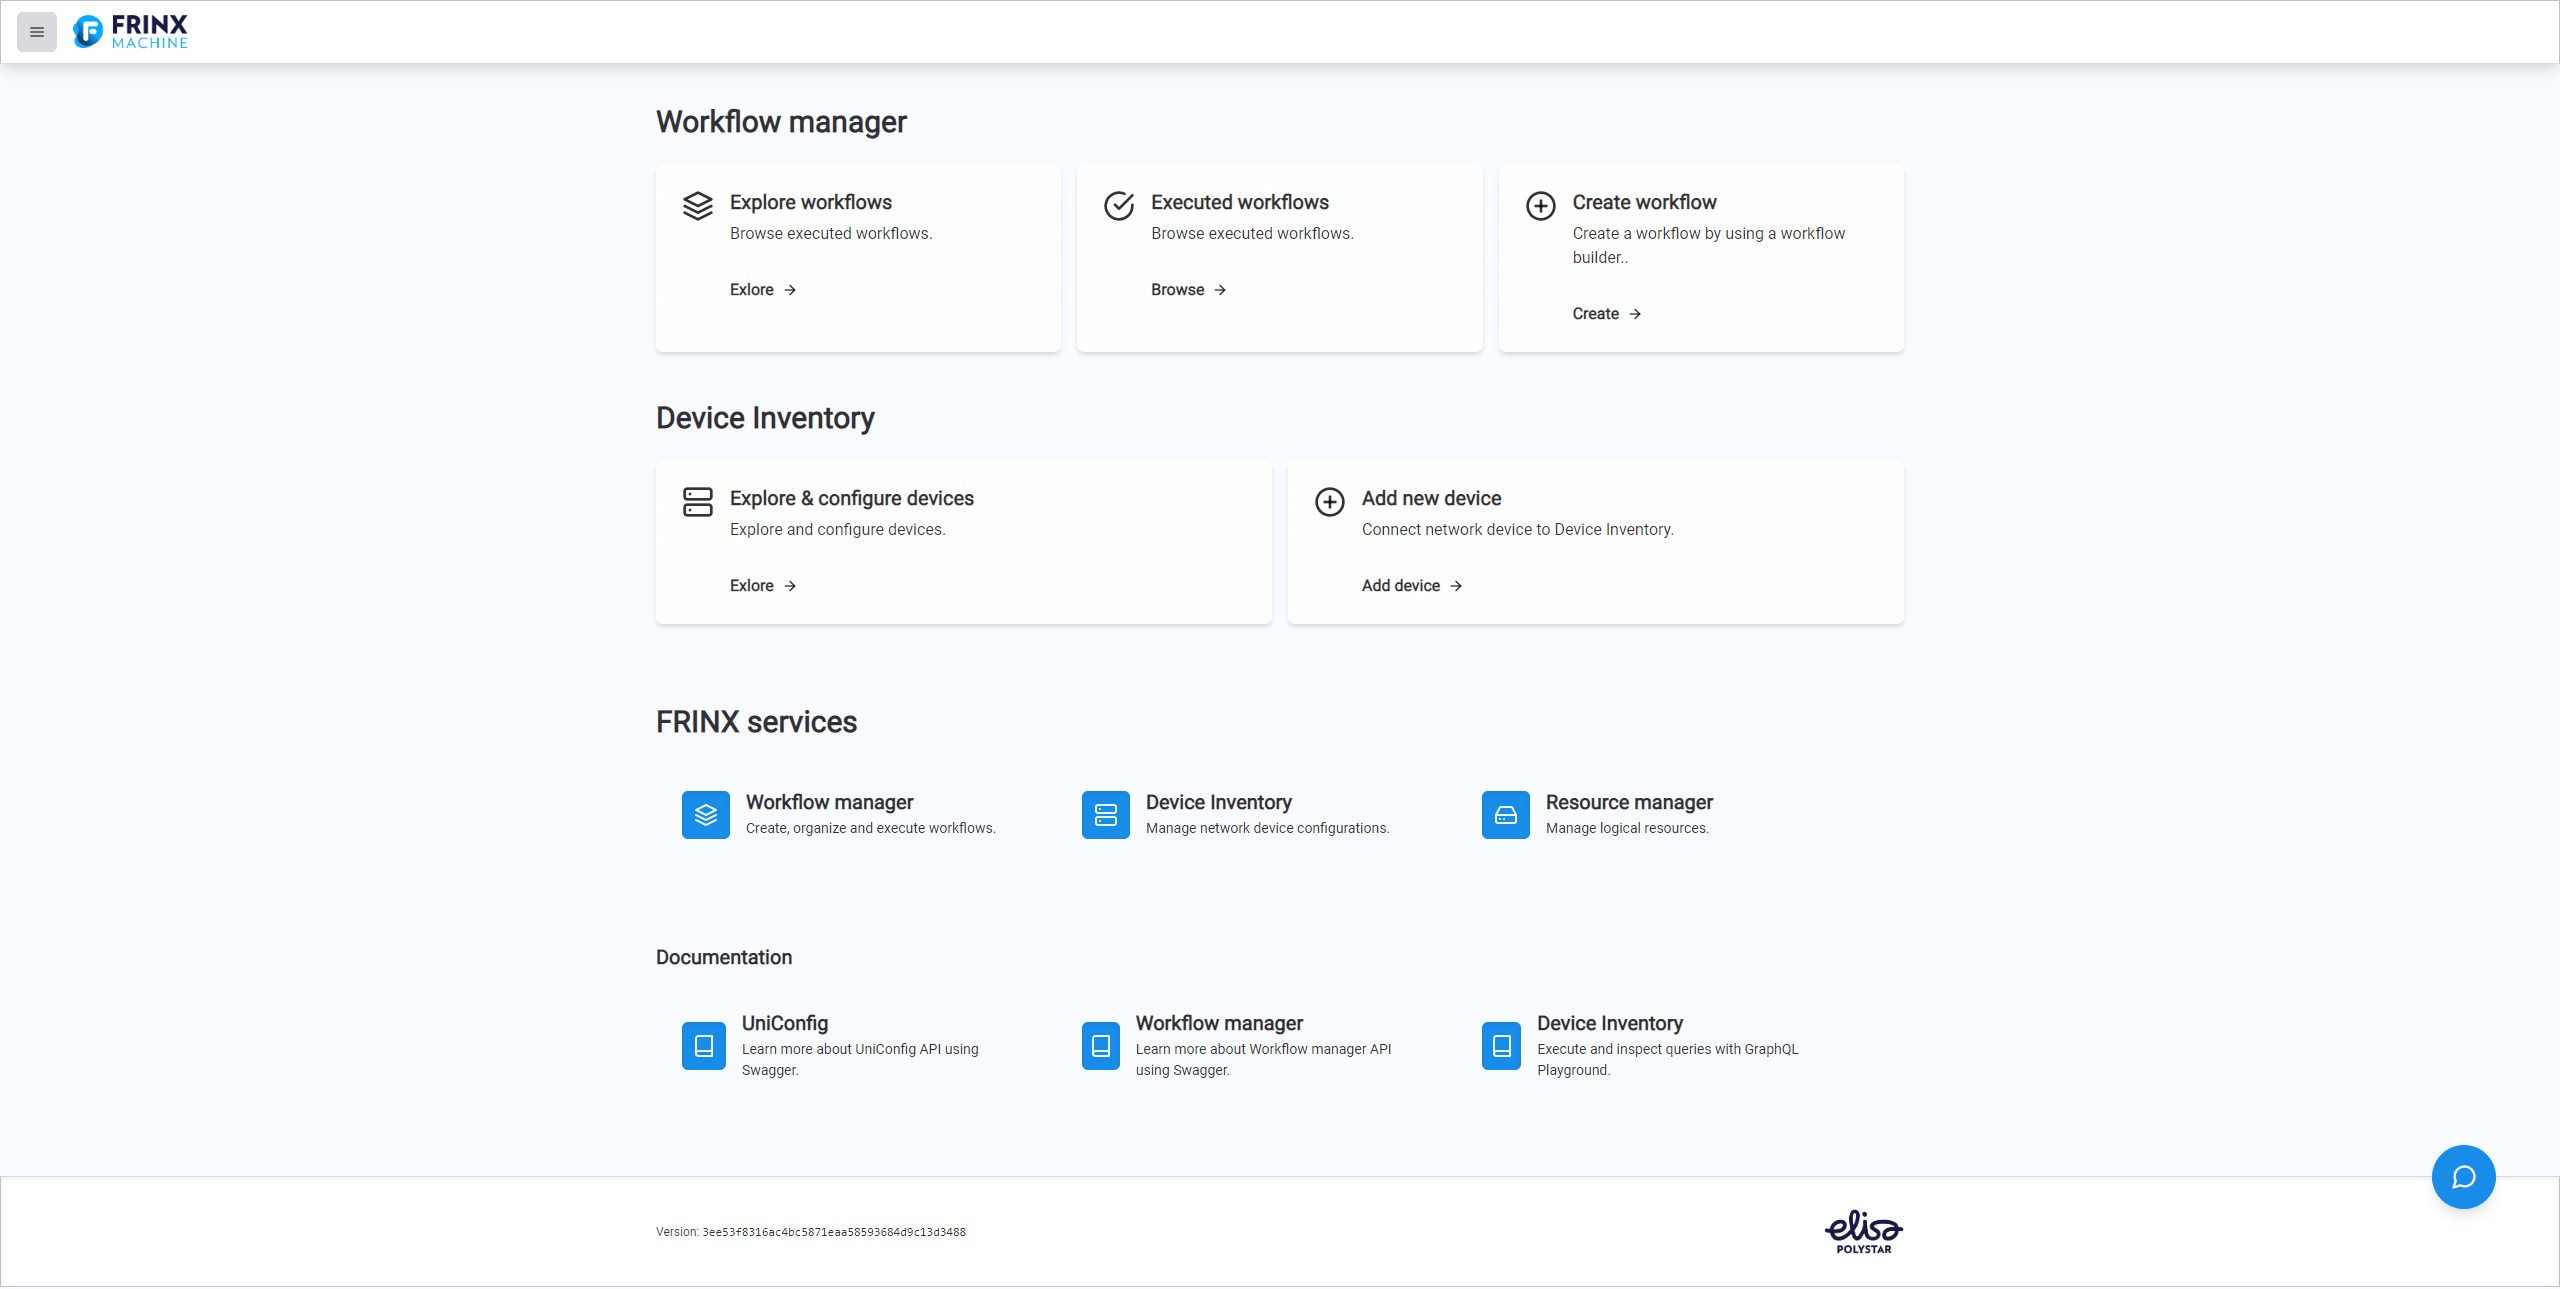 FRINX
MACHINE
Workflow manager
Explore workflows
Browse executed workflows.
Exlore
Executed workflows
Browse executed workflows.
Browse
Create workflow
Create a workflow by using a workflow
builder..
Create
Device Inventory
Explore & configure devices
Explore and configure devices.
Exlore
Add new device
Connect network device to Device Inventory.
Add device
FRINX services
Workflow manager
Create, organize and execute workflows.
Device Inventory
Manage network device configurations.
Resource manager
Manage logical resources.
Documentation
UniConfig
Learn more about UniConfig API using
Swagger.
Workflow manager
Learn more about Workflow manager API
using Swagger.
Device Inventory
Execute and inspect queries with GraphQL
Playground.
Version: 3ee53f8316ac4bc5871eaa58593684d9c13d3488
elisa
POLYSTAR